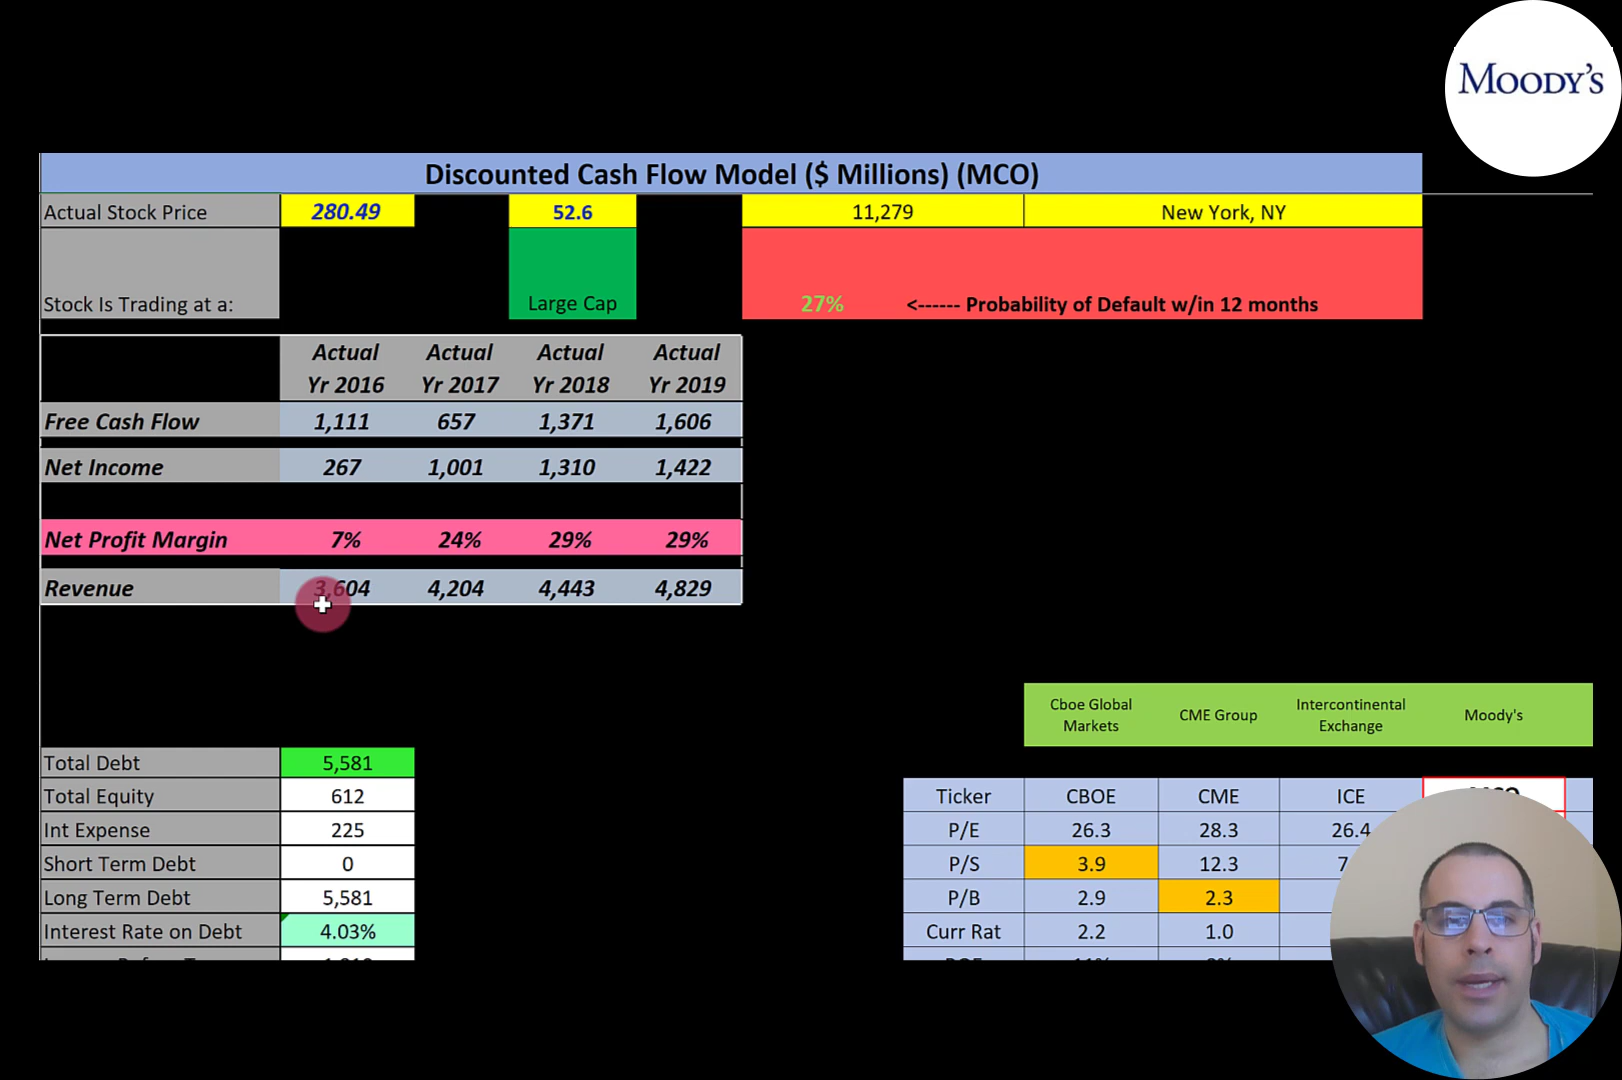 MOODY'S
Discounted Cash Flow Model ($ Millions) (MCO)
Actual Stock Price 280.49 52.6 11,279 New York, NY
Stock Is Trading at a: Large Cap 27% <------ Probability of Default w/in 12 months
Actual Actual Actual Actual
Yr 2016 Yr 2017 Yr 2018 Yr 2019
Free Cash Flow 1,111 657 1,371 1,606
Net Income 267 1,001 1,310 1,422
Net Profit Margin 7% 24% 29% 29%
Revenue 3,604 4,204 4,443 4,829
Cboe Global Markets CME Group Intercontinental Exchange Moody's
Total Debt 5,581
Total Equity 612 Ticker CBOE CME ICE
Int Expense 225 P/E 26.3 28.3 26.4
Short Term Debt 0 P/S 3.9 12.3
Long Term Debt 5,581 P/B 2.9 2.3
Interest Rate on Debt 4.03% Curr Rat 2.2 1.0